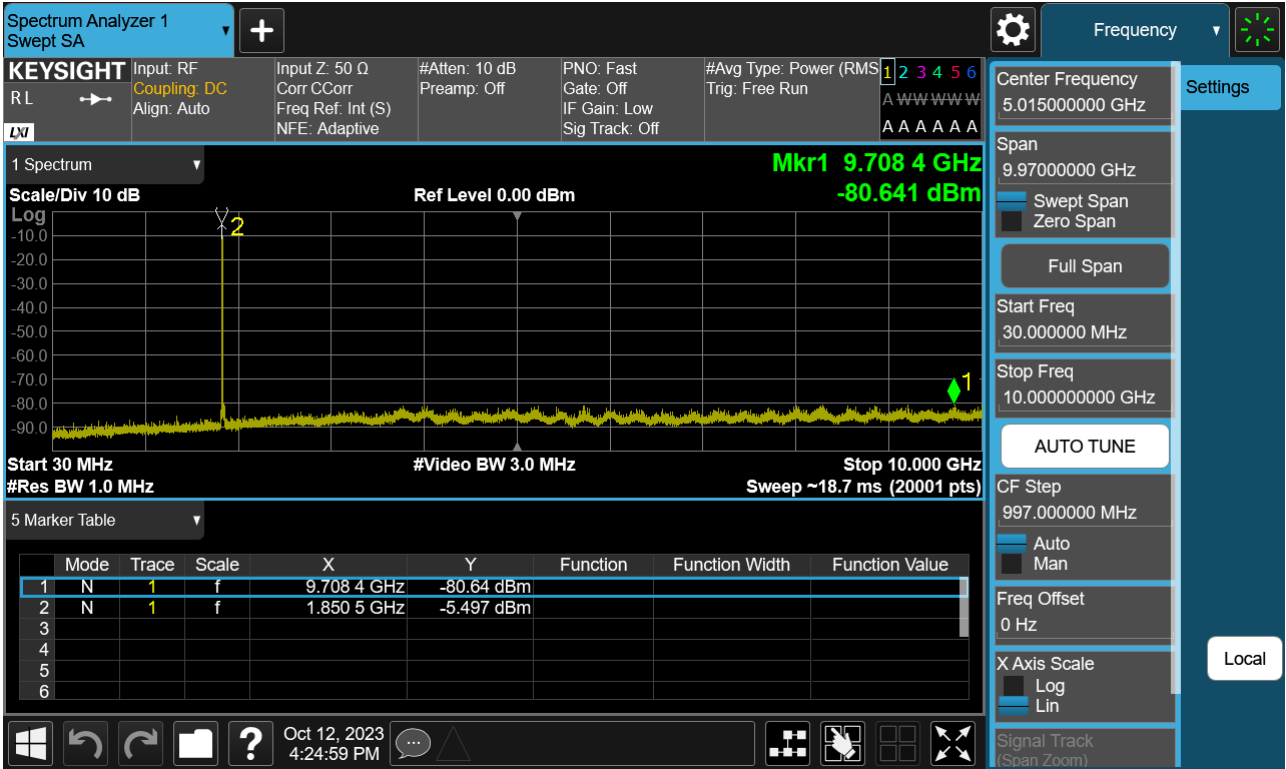 Spectrum Analyzer 1
Swept SA
+
Frequency
KEYSIGHT
R L
LXI
Input: RF
Coupling: DC
Align: Auto
Input Z: 50 Ω
Corr CCorr
Freq Ref: Int (S)
NFE: Adaptive
#Atten: 10 dB
Preamp: Off
PNO: Fast
Gate: Off
IF Gain: Low
Sig Track: Off
#Avg Type: Power (RMS
Trig: Free Run
1 2 3 4 5 6
A W W W W W
A A A A A A
1 Spectrum
Mkr1 9.708 4 GHz
-80.641 dBm
Scale/Div 10 dB
Ref Level 0.00 dBm
Log
-10.0
-20.0
-30.0
-40.0
-50.0
-60.0
-70.0
-80.0
-90.0
2
1
Start 30 MHz
#Video BW 3.0 MHz
Stop 10.000 GHz
#Res BW 1.0 MHz
Sweep ~18.7 ms (20001 pts)
5 Marker Table
Mode Trace Scale X Y Function Function Width Function Value
1 N 1 f 9.708 4 GHz -80.64 dBm
2 N 1 f 1.850 5 GHz -5.497 dBm
3
4
5
6
?
Oct 12, 2023
4:24:59 PM
Center Frequency
5.015000000 GHz
Span
9.97000000 GHz
Swept Span
Zero Span
Full Span
Start Freq
30.000000 MHz
Stop Freq
10.000000000 GHz
AUTO TUNE
CF Step
997.000000 MHz
Auto
Man
Freq Offset
0 Hz
X Axis Scale
Log
Lin
Signal Track
(Span Zoom)
Settings
Local